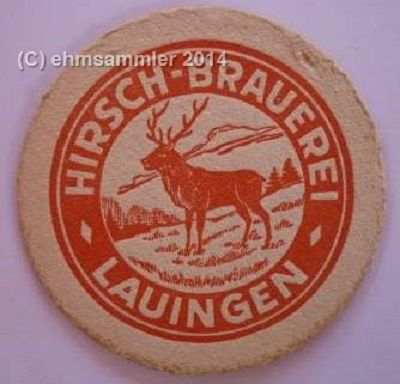 (C) ehmsammler 2014
HIRSCH-BRAUEREI
LAUINGEN